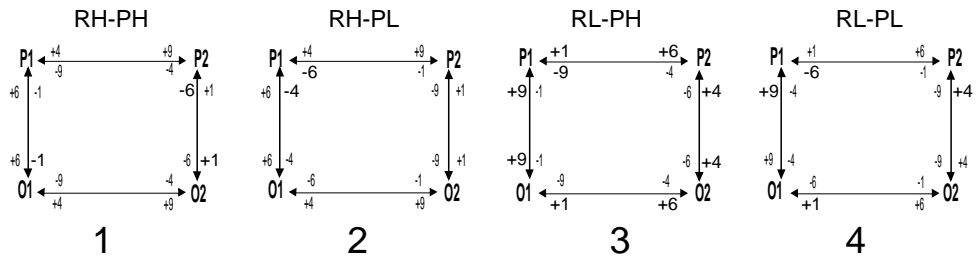 RH-PH RH-PL RL-PH RL-PL
+4 +9 +4 +9 +1 +6 +1 +6
P1 P2 P1 P2 P1 P2 P1 P2
-9 -4 -6 -1 -9 -4 -6 -1
+6 -1 -6 +1 +6 -4 -9 +1 +9 -1 -6 +4 +9 -4 -9 +4
+6 -1 -6 +1 +6 -4 -9 +1 +9 -1 -6 +4 +9 -4 -9 +4
-9 -4 -6 -1 -9 -4 -6 -1
O1 O2 O1 O2 O1 O2 O1 O2
+4 +9 +4 +9 +1 +6 +1 +6
1 2 3 4